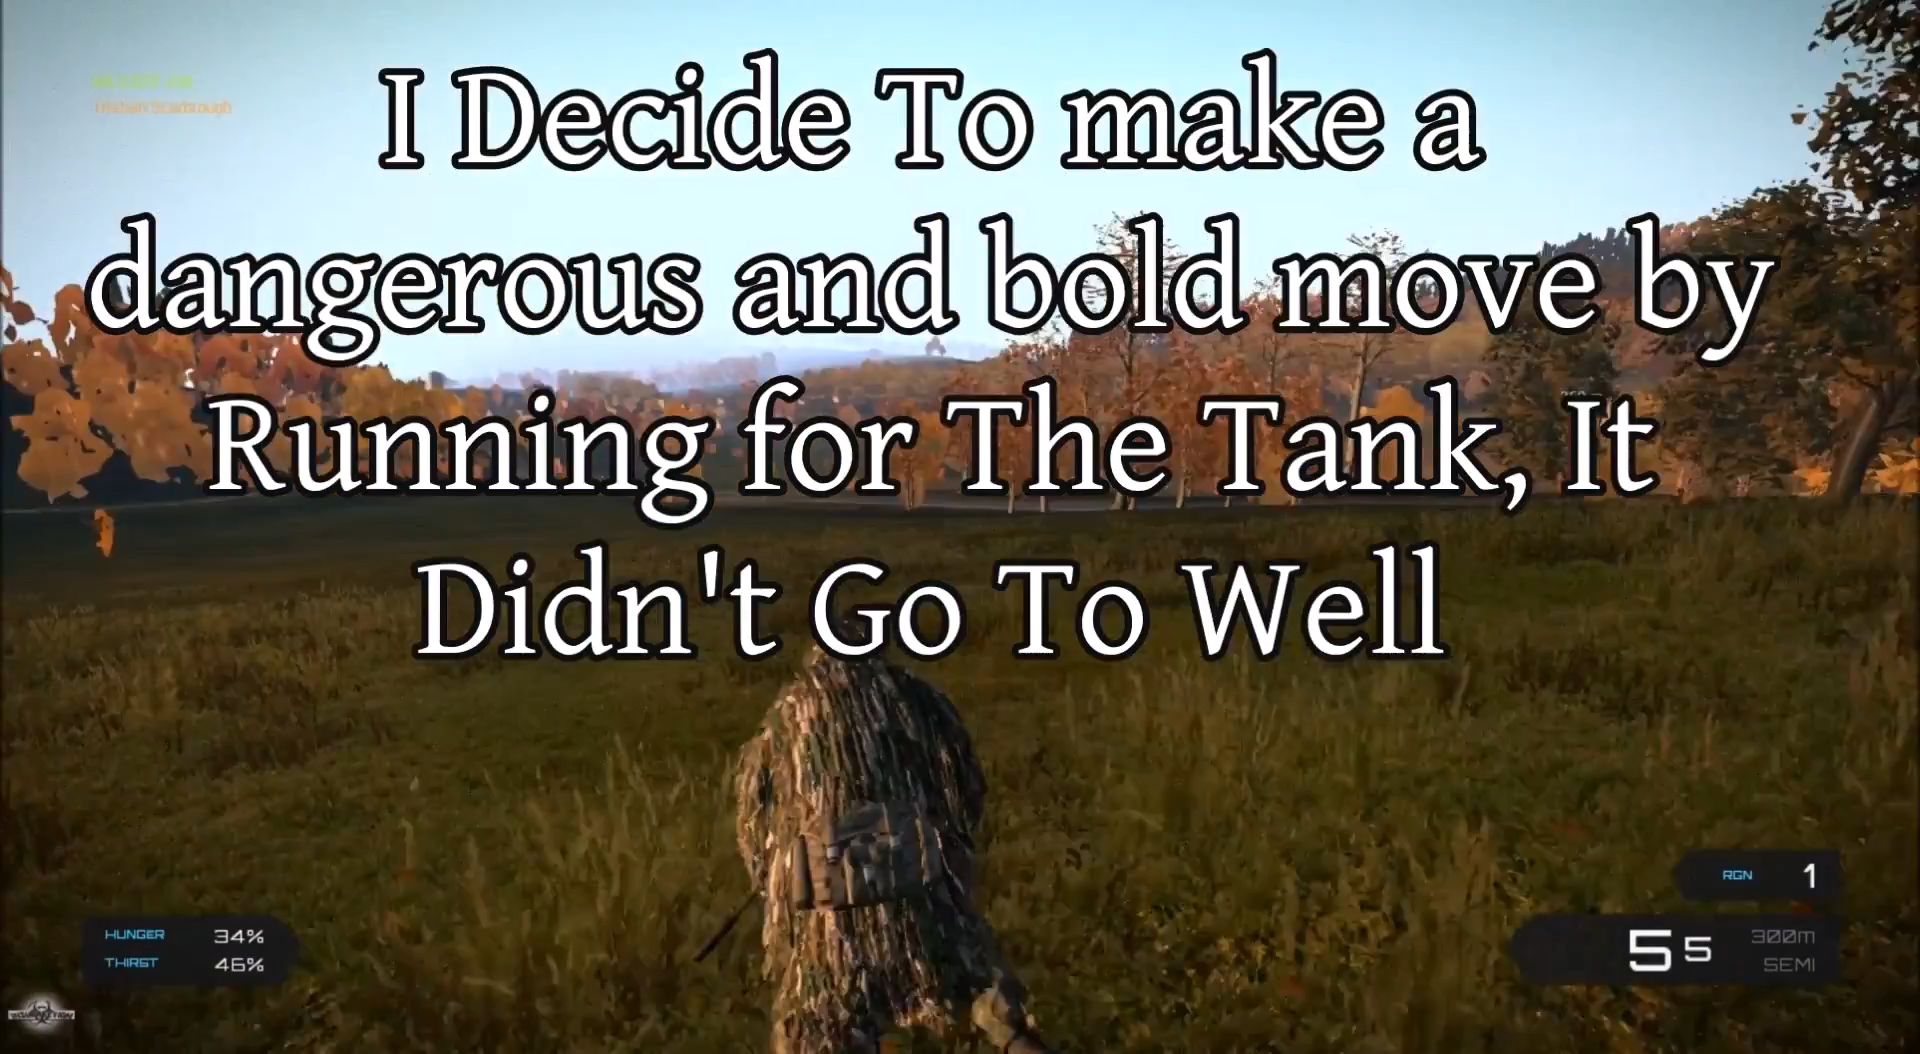 I Decide To make a
dangerous and bold move by
Running for The Tank, It
Didn't Go To Well
RGN 1
HUNGER 34%
THIRST 46%
5 5 300m
SEMI